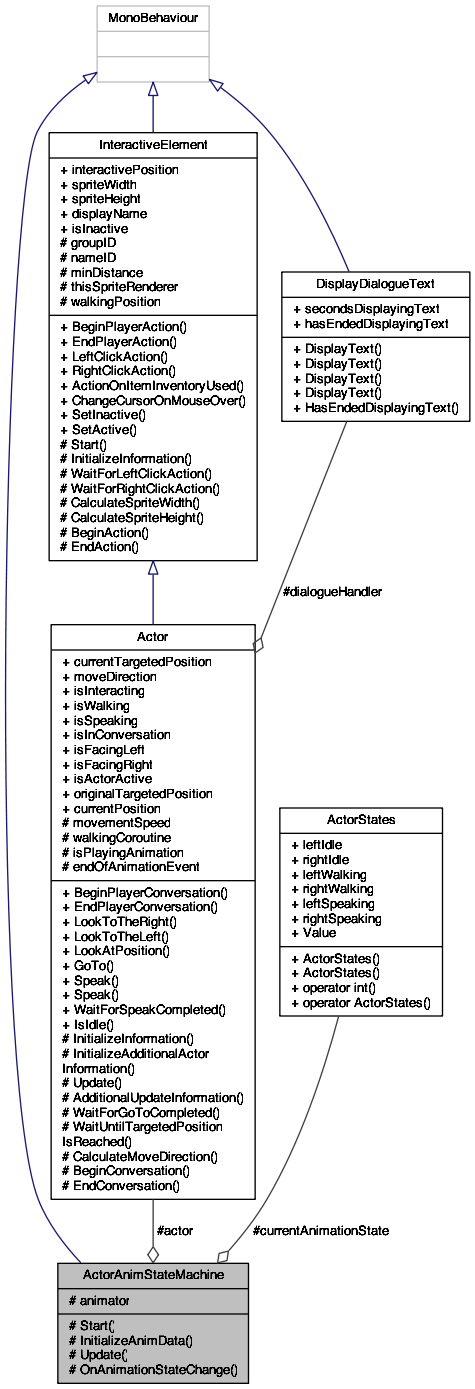 MonoBehaviour
InteractiveElement
+ interactivePosition
+ spriteWidth
+ spriteHeight
+ displayName
+ isInactive
# groupID
# nameID
# minDistance
# thisSpriteRenderer
# walkingPosition
+ BeginPlayerAction()
+ EndPlayerAction()
+ LeftClickAction()
+ RightClickAction()
+ ActionOnItemInventoryUsed()
+ ChangeCursorOnMouseOver()
+ SetInactive()
+ SetActive()
# Start()
# InitializeInformation()
# WaitForLeftClickAction()
# WaitForRightClickAction()
# CalculateSpriteWidth()
# CalculateSpriteHeight()
# BeginAction()
# EndAction()
DisplayDialogueText
+ secondsDisplayingText
+ hasEndedDisplayingText
+ DisplayText()
+ DisplayText()
+ DisplayText()
+ DisplayText()
+ HasEndedDisplayingText()
#dialogueHandler
Actor
+ currentTargetedPosition
+ moveDirection
+ isInteracting
+ isWalking
+ isSpeaking
+ isInConversation
+ isFacingLeft
+ isFacingRight
+ isActorActive
+ originalTargetedPosition
+ currentPosition
# movementSpeed
# walkingCoroutine
# isPlayingAnimation
# endOfAnimationEvent
+ BeginPlayerConversation()
+ EndPlayerConversation()
+ LookToTheRight()
+ LookToTheLeft()
+ LookAtPosition()
+ GoTo()
+ Speak()
+ Speak()
+ WaitForSpeakCompleted()
+ IsIdle()
# InitializeInformation()
# InitializeAdditionalActor
Information()
# Update()
# AdditionalUpdateInformation()
# WaitForGoToCompleted()
# WaitUntilTargetedPosition
IsReached()
# CalculateMoveDirection()
# BeginConversation()
# EndConversation()
ActorStates
+ leftIdle
+ rightIdle
+ leftWalking
+ rightWalking
+ leftSpeaking
+ rightSpeaking
+ Value
+ ActorStates()
+ ActorStates()
+ operator int()
+ operator ActorStates()
#actor
#currentAnimationState
ActorAnimStateMachine
# animator
# Start()
# InitializeAnimData()
# Update()
# OnAnimationStateChange()